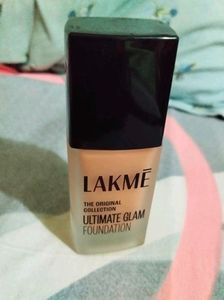 LAKMĒ
THE ORIGINAL
COLLECTION
ULTIMATE GLAM
FOUNDATION